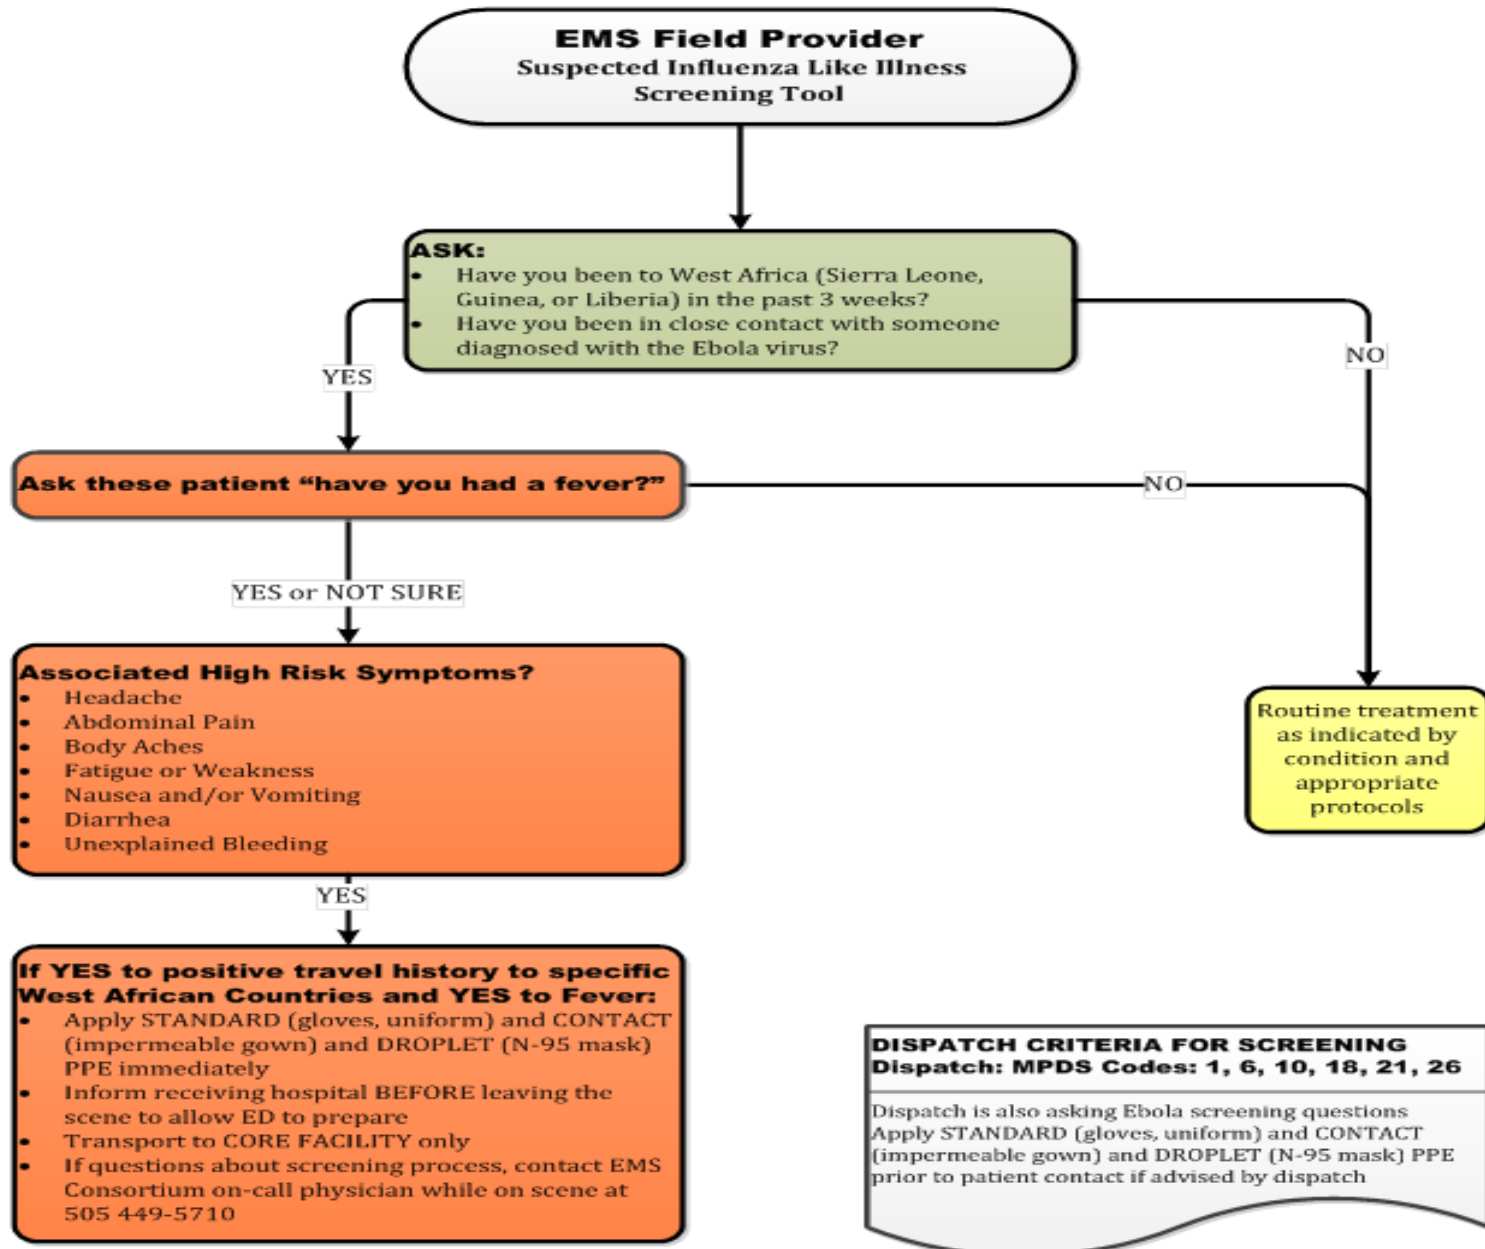 EMS Field Provider
Suspected Influenza Like Illness
Screening Tool
ASK:
• Have you been to West Africa (Sierra Leone,
Guinea, or Liberia) in the past 3 weeks?
• Have you been in close contact with someone
diagnosed with the Ebola virus?
YES
NO
Ask these patient “have you had a fever?”
NO
YES or NOT SURE
Associated High Risk Symptoms?
• Headache
• Abdominal Pain
• Body Aches
• Fatigue or Weakness
• Nausea and/or Vomiting
• Diarrhea
• Unexplained Bleeding
Routine treatment
as indicated by
condition and
appropriate
protocols
YES
If YES to positive travel history to specific
West African Countries and YES to Fever:
• Apply STANDARD (gloves, uniform) and CONTACT
(impermeable gown) and DROPLET (N-95 mask)
PPE immediately
• Inform receiving hospital BEFORE leaving the
scene to allow ED to prepare
• Transport to CORE FACILITY only
• If questions about screening process, contact EMS
Consortium on-call physician while on scene at
505 449-5710
DISPATCH CRITERIA FOR SCREENING
Dispatch: MPDS Codes: 1, 6, 10, 18, 21, 26
Dispatch is also asking Ebola screening questions
Apply STANDARD (gloves, uniform) and CONTACT
(impermeable gown) and DROPLET (N-95 mask) PPE
prior to patient contact if advised by dispatch